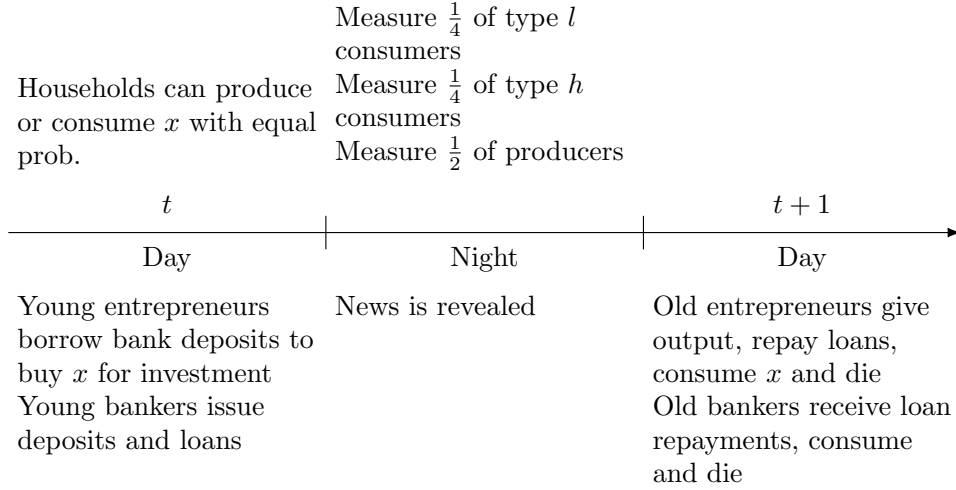 Measure 1/4 of type l
consumers
Households can produce
or consume x with equal
prob.
Measure 1/4 of type h
consumers
Measure 1/2 of producers
t
t + 1
Day
Night
Day
Young entrepreneurs
borrow bank deposits to
buy x for investment
Young bankers issue
deposits and loans
News is revealed
Old entrepreneurs give
output, repay loans,
consume x and die
Old bankers receive loan
repayments, consume
and die